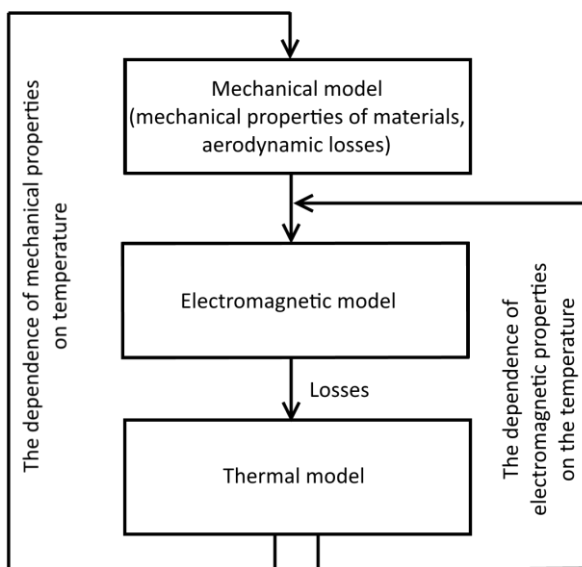 Mechanical model
(mechanical properties of materials,
aerodynamic losses)
The dependence of mechanical properties
on temperature
Electromagnetic model
The dependence of
electromagnetic properties
on the temperature
Losses
Thermal model